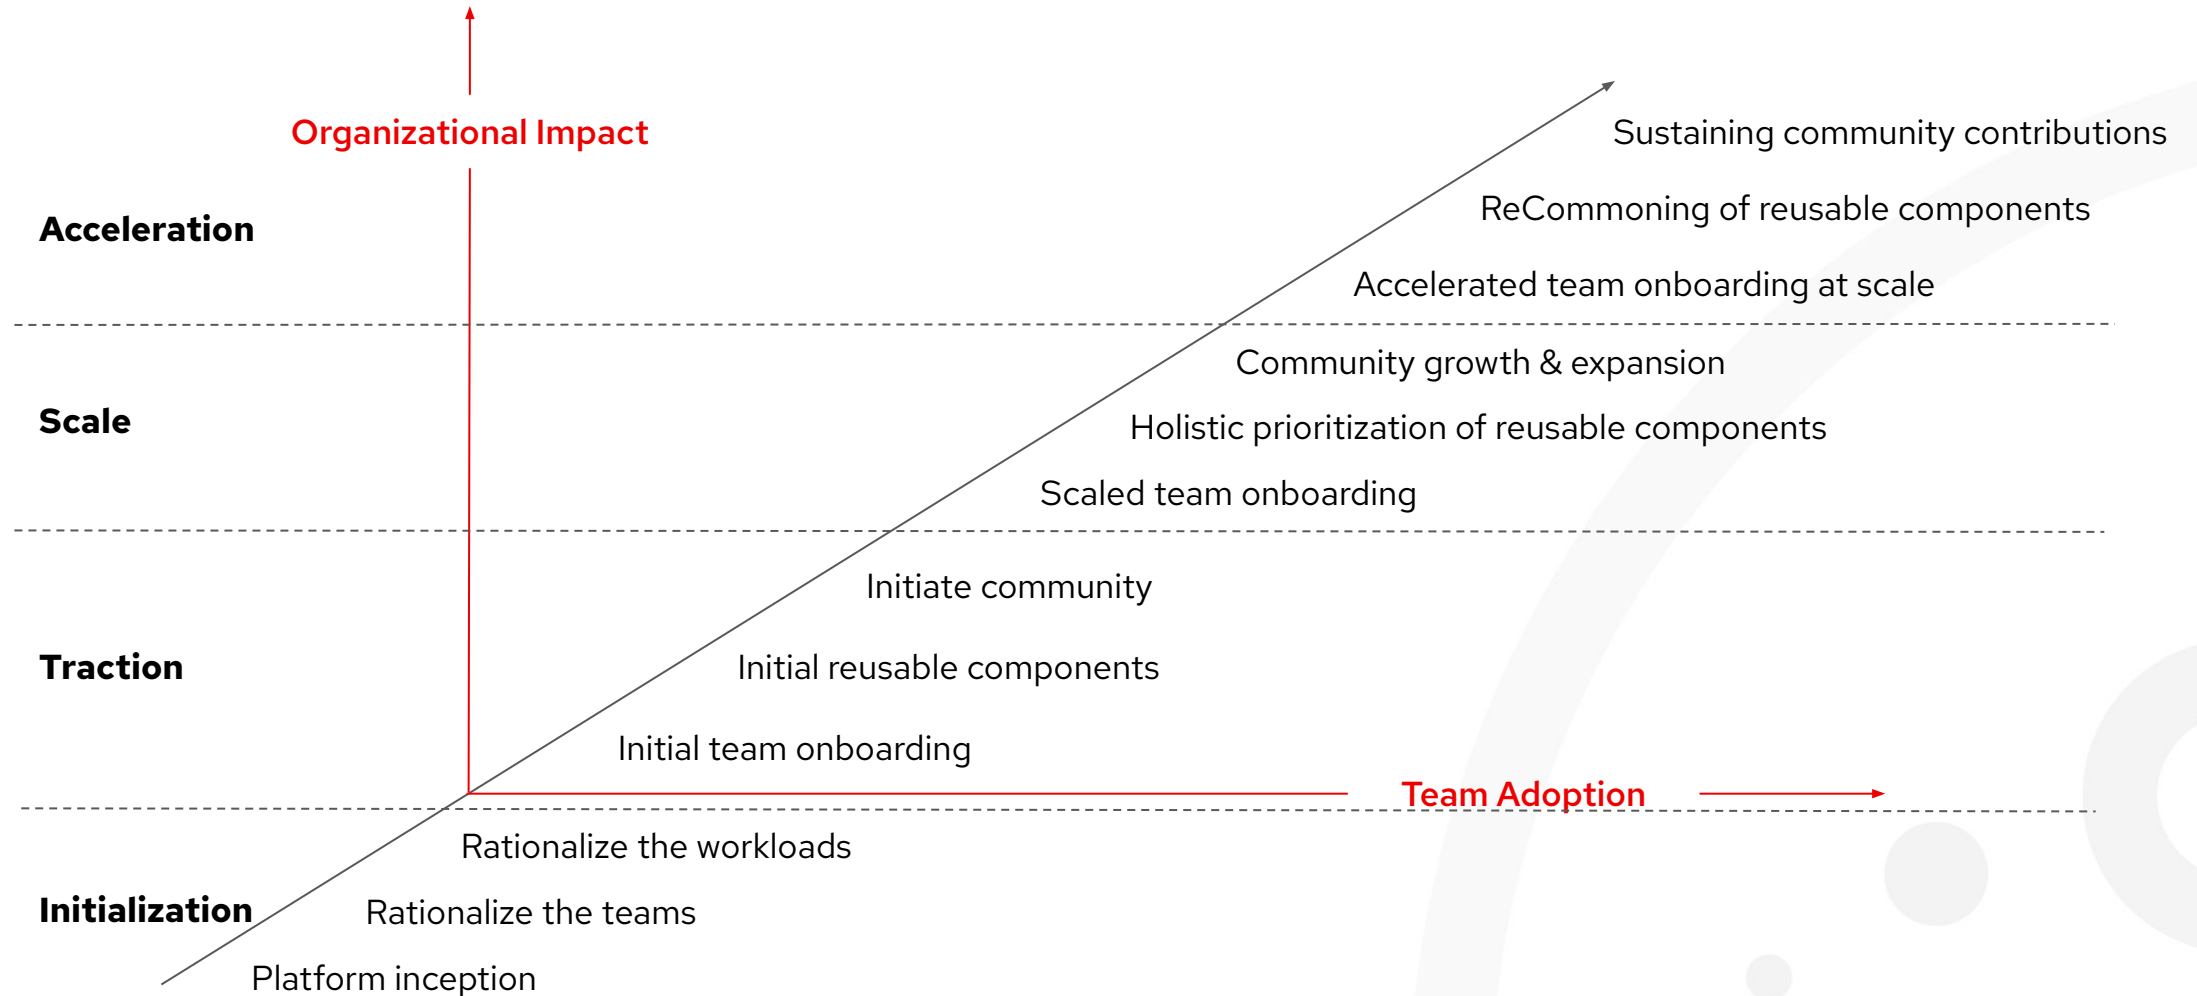 Organizational Impact
Sustaining community contributions
ReCommoning of reusable components
Acceleration
Accelerated team onboarding at scale
Community growth & expansion
Scale
Holistic prioritization of reusable components
Scaled team onboarding
Initiate community
Traction
Initial reusable components
Initial team onboarding
Team Adoption
Rationalize the workloads
Initialization
Rationalize the teams
Platform inception